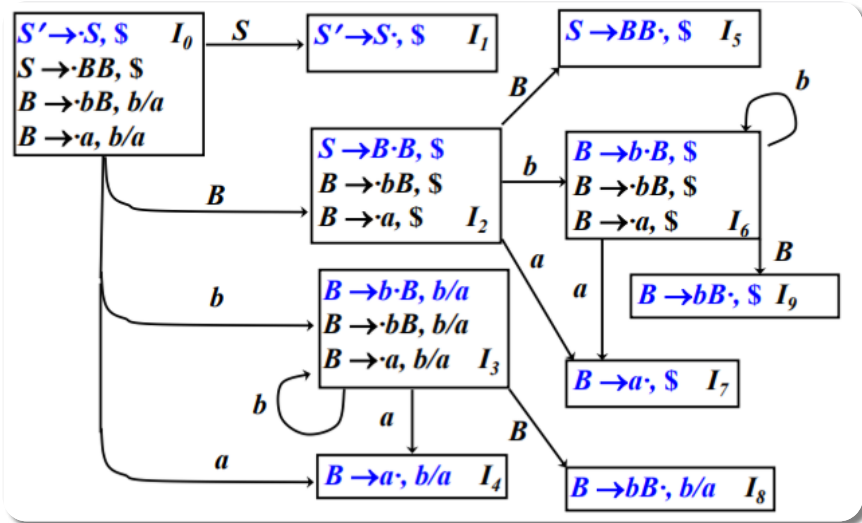 S′→·S, $ I0
S→·BB, $
B→·bB, b/a
B→·a, b/a
S
S′→S·, $ I1
S→BB·, $ I5
B
b
S→B·B, $
B→·bB, $
B→·a, $ I2
B
b
B→b·B, $
B→·bB, $
B→·a, $ I6
a
a
B
B→bB·, $ I9
b
B→b·B, b/a
B→·bB, b/a
B→·a, b/a I3
b
a
B
B→a·, $ I7
a
B→a·, b/a I4
B→bB·, b/a I8